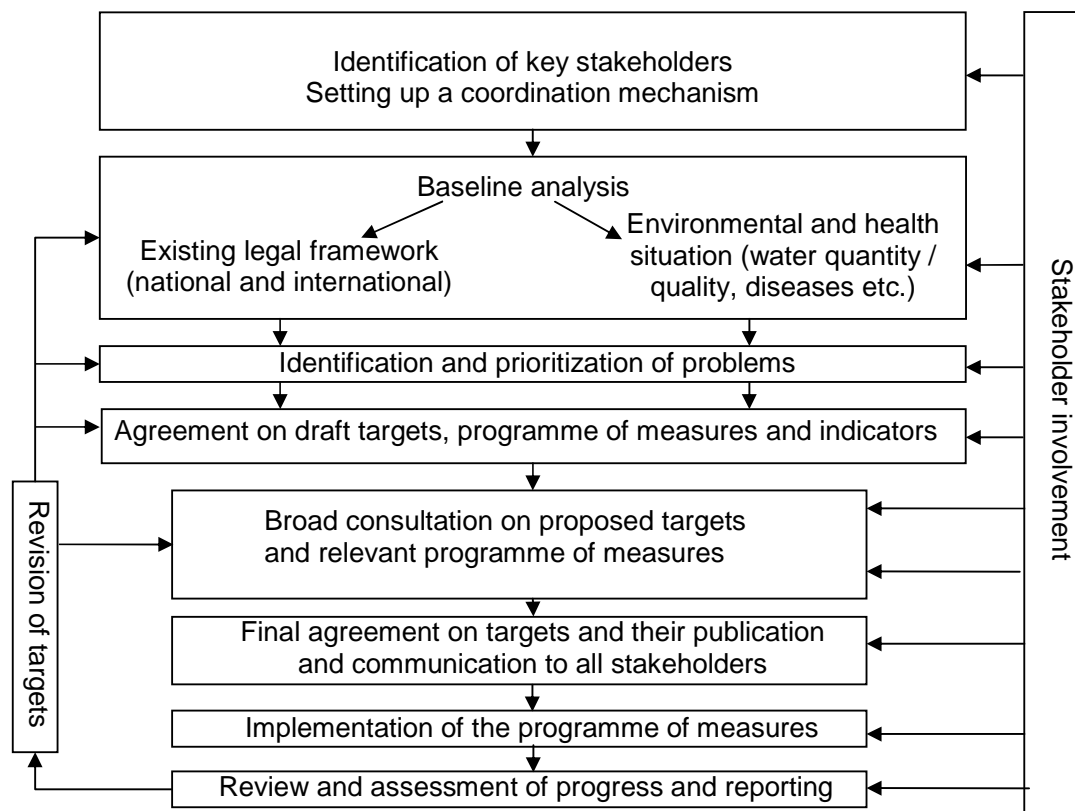 Identification of key stakeholders
Setting up a coordination mechanism
Baseline analysis
Existing legal framework
(national and international)
Environmental and health
situation (water quantity /
quality, diseases etc.)
Identification and prioritization of problems
Agreement on draft targets, programme of measures and indicators
Broad consultation on proposed targets
and relevant programme of measures
Final agreement on targets and their publication
and communication to all stakeholders
Implementation of the programme of measures
Review and assessment of progress and reporting
Revision of targets
Stakeholder involvement